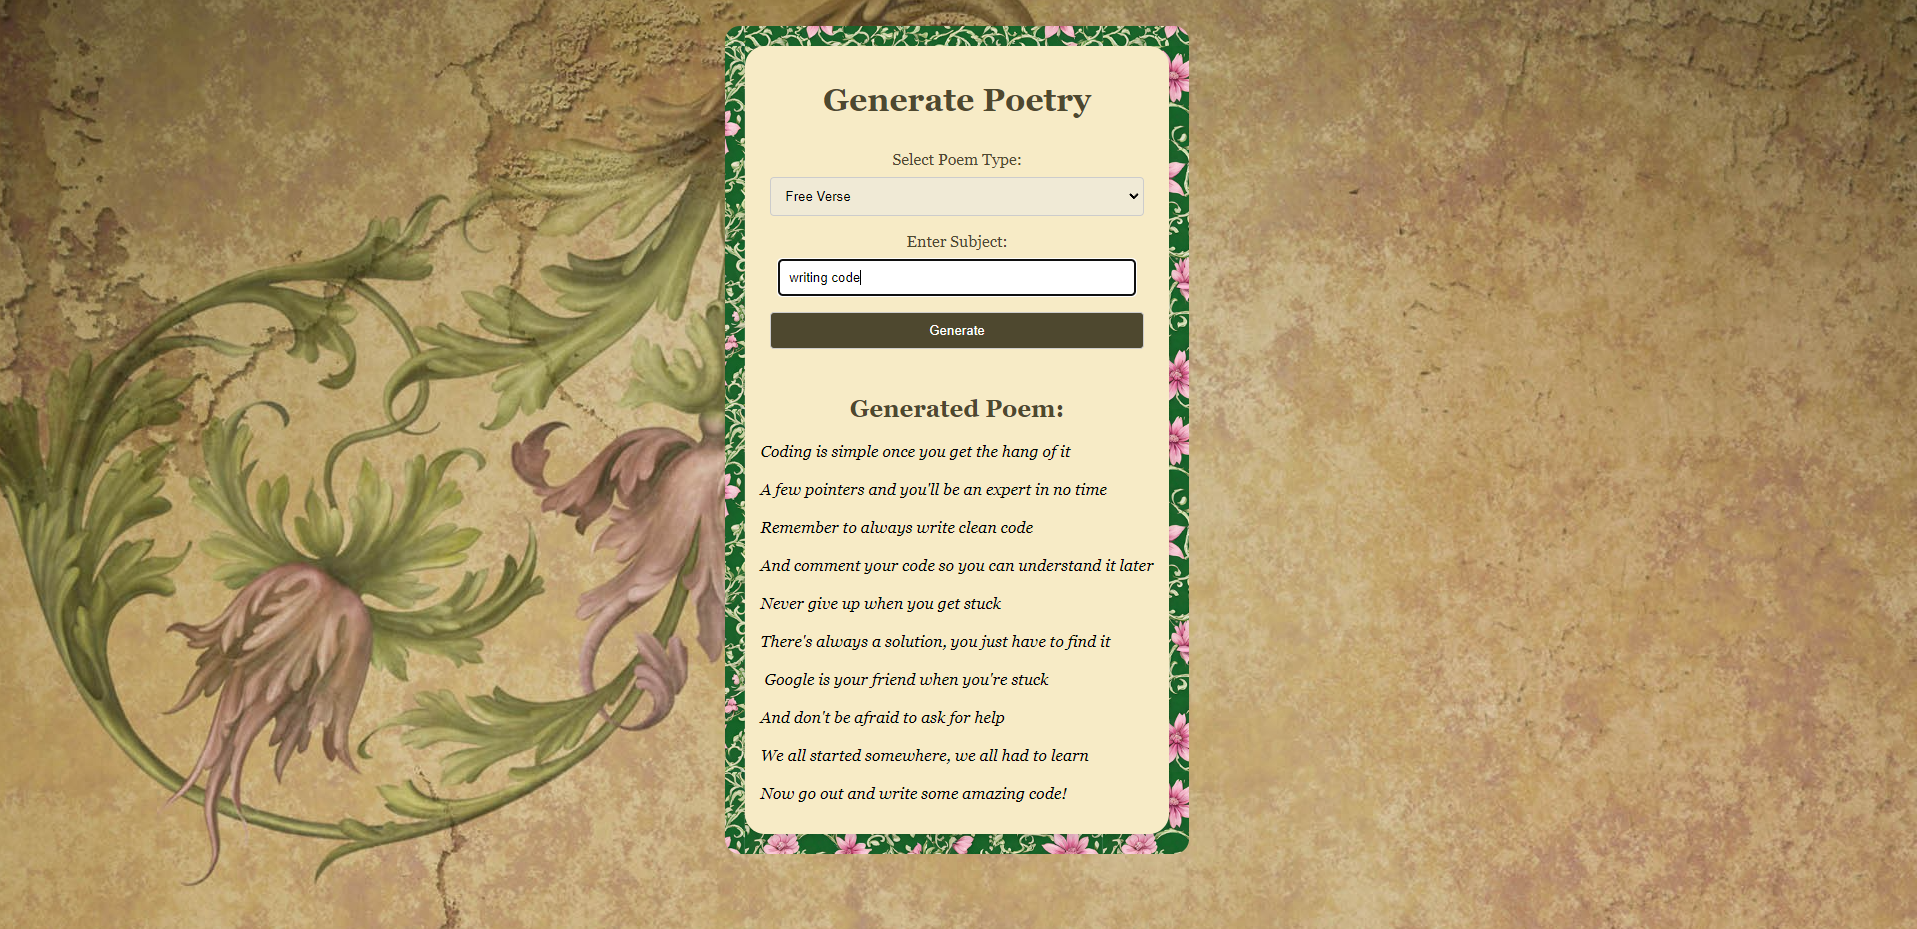 Generate Poetry
Select Poem Type:
Free Verse
Enter Subject:
writing code
Generate
Generated Poem:
Coding is simple once you get the hang of it
A few pointers and you'll be an expert in no time
Remember to always write clean code
And comment your code so you can understand it later
Never give up when you get stuck
There's always a solution, you just have to find it
Google is your friend when you're stuck
And don't be afraid to ask for help
We all started somewhere, we all had to learn
Now go out and write some amazing code!